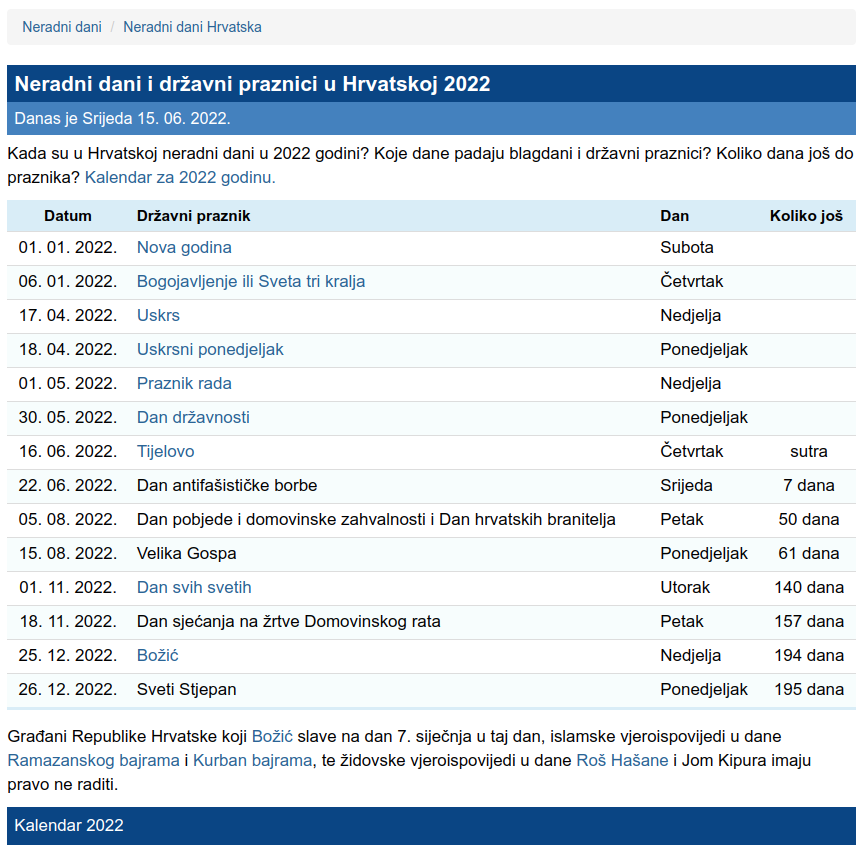 Neradni dani / Neradni dani Hrvatska
Neradni dani i državni praznici u Hrvatskoj 2022
Danas je Srijeda 15. 06. 2022.
Kada su u Hrvatskoj neradni dani u 2022 godini? Koje dane padaju blagdani i državni praznici? Koliko dana još do
praznika? Kalendar za 2022 godinu.
Datum Državni praznik Dan Koliko još
01. 01. 2022. Nova godina Subota
06. 01. 2022. Bogojavljenje ili Sveta tri kralja Četvrtak
17. 04. 2022. Uskrs Nedjelja
18. 04. 2022. Uskrsni ponedjeljak Ponedjeljak
01. 05. 2022. Praznik rada Nedjelja
30. 05. 2022. Dan državnosti Ponedjeljak
16. 06. 2022. Tijelovo Četvrtak sutra
22. 06. 2022. Dan antifašističke borbe Srijeda 7 dana
05. 08. 2022. Dan pobjede i domovinske zahvalnosti i Dan hrvatskih branitelja Petak 50 dana
15. 08. 2022. Velika Gospa Ponedjeljak 61 dana
01. 11. 2022. Dan svih svetih Utorak 140 dana
18. 11. 2022. Dan sjećanja na žrtve Domovinskog rata Petak 157 dana
25. 12. 2022. Božić Nedjelja 194 dana
26. 12. 2022. Sveti Stjepan Ponedjeljak 195 dana
Građani Republike Hrvatske koji Božić slave na dan 7. siječnja u taj dan, islamske vjeroispovijedi u dane
Ramazanskog bajrama i Kurban bajrama, te židovske vjeroispovijedi u dane Roš Hašane i Jom Kipura imaju
pravo ne raditi.
Kalendar 2022